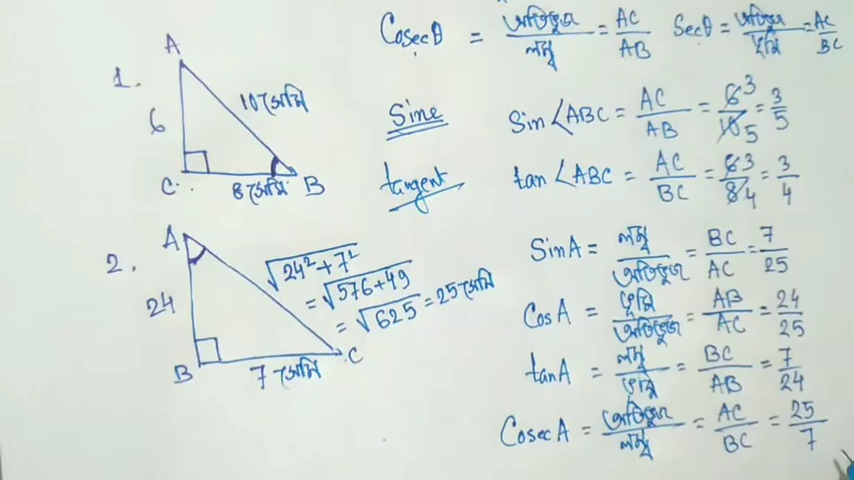 Cosecθ = অতিভুজ/লম্ব = AC/AB Secθ = অতিভুজ/ভূমি = AC/BC
1.
A
6
10 সেমি
C
8 সেমি
B
Sine
Sin∠ABC = AC/AB = 6 3/10 5 = 3/5
tangent
tan∠ABC = AC/BC = 6 3/8 4 = 3/4
2.
A
24
B
7 সেমি
C
√24²+7²
= √576+49
= √625 = 25 সেমি
SinA = লম্ব/অতিভুজ = BC/AC = 7/25
CosA = ভূমি/অতিভুজ = AB/AC = 24/25
tanA = লম্ব/ভূমি = BC/AB = 7/24
CosecA = অতিভুজ/লম্ব = AC/BC = 25/7